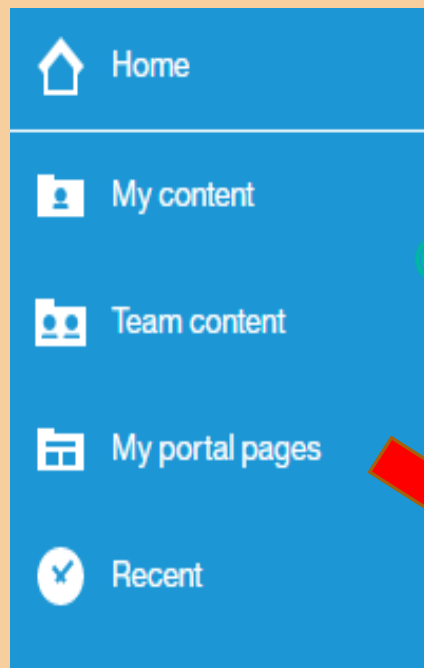 Home
My content
Team content
My portal pages
Recent